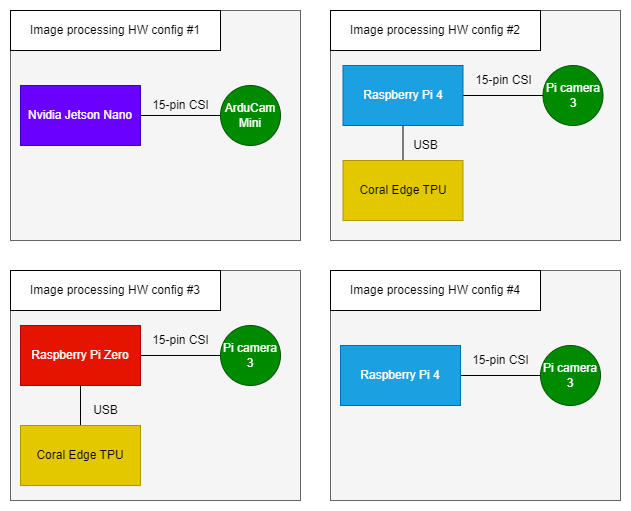 Image processing HW config #1
Nvidia Jetson Nano
15-pin CSI
ArduCam
Mini
Image processing HW config #2
Raspberry Pi 4
15-pin CSI
Pi camera
3
USB
Coral Edge TPU
Image processing HW config #3
Raspberry Pi Zero
15-pin CSI
Pi camera
3
USB
Coral Edge TPU
Image processing HW config #4
Raspberry Pi 4
15-pin CSI
Pi camera
3